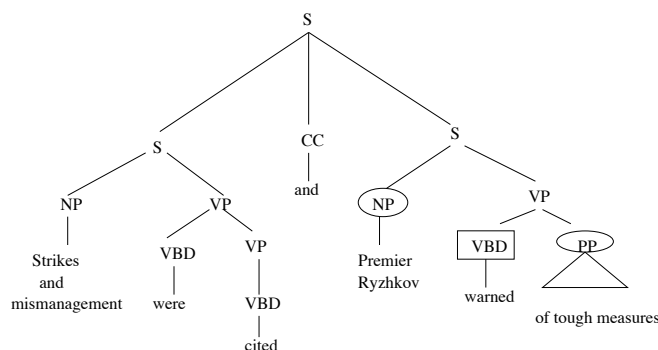 S
CC
S
S
and
NP
VP
NP
VP
VBD
VP
VBD
PP
Strikes
and
mismanagement
Premier
Ryzhkov
were
VBD
warned
of tough measures
cited